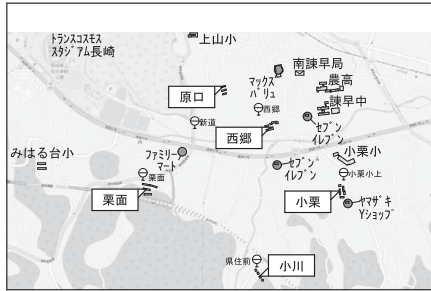 トランスコスモス
スタジアム長崎
上山小
南諫早局
マックス
バリュ
農高
原口
西郷
諫早中
新道
西郷
セブン
イレブン
小栗小
みはる台小
ファミリー
マート
セブン
イレブン
栗面
小栗小上
栗面
小栗
ヤマザキ
Yショップ
県住前
小川